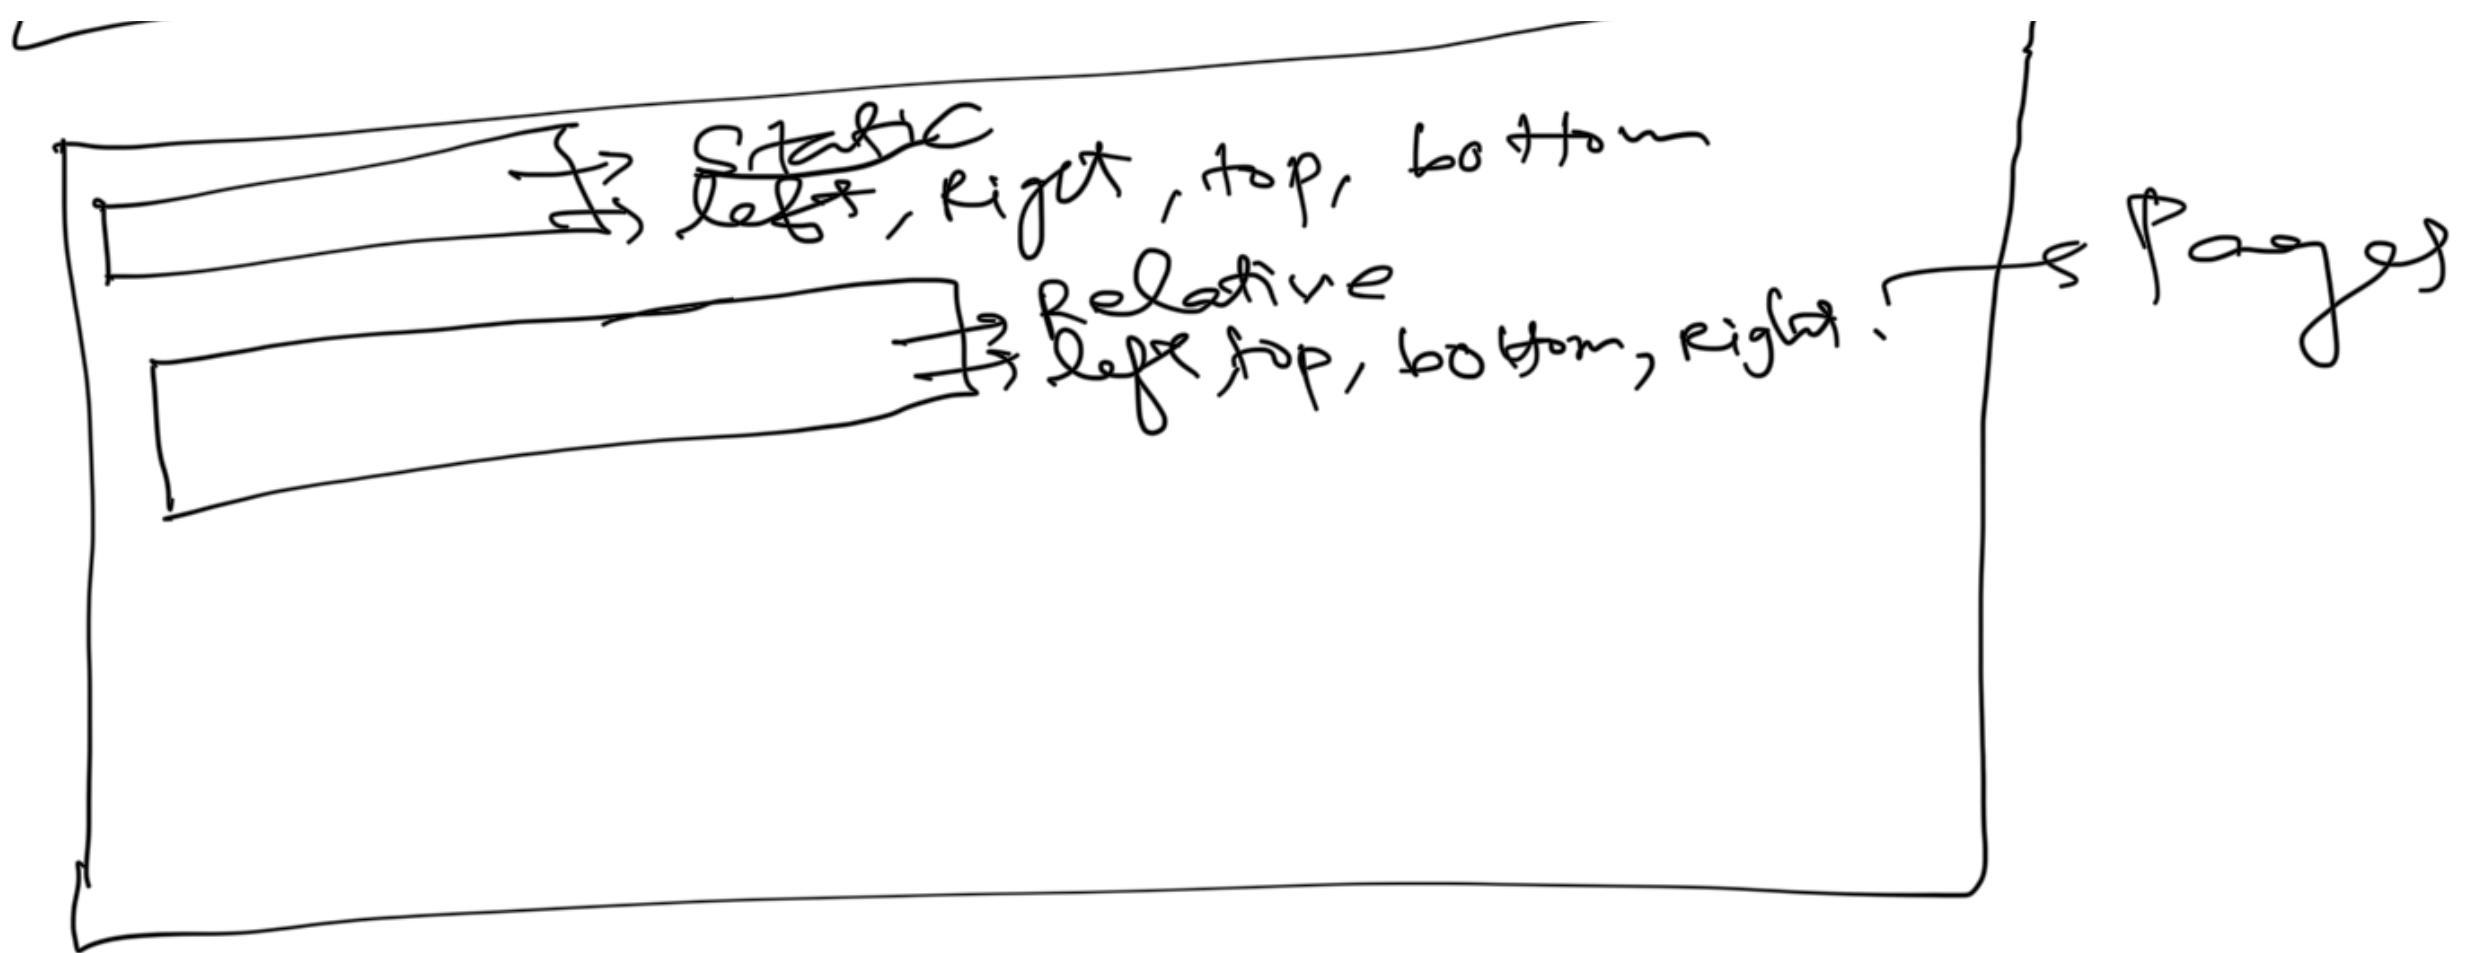 Static
left, Right, top, bottom
Relative
left, top, bottom, Right.
Pages